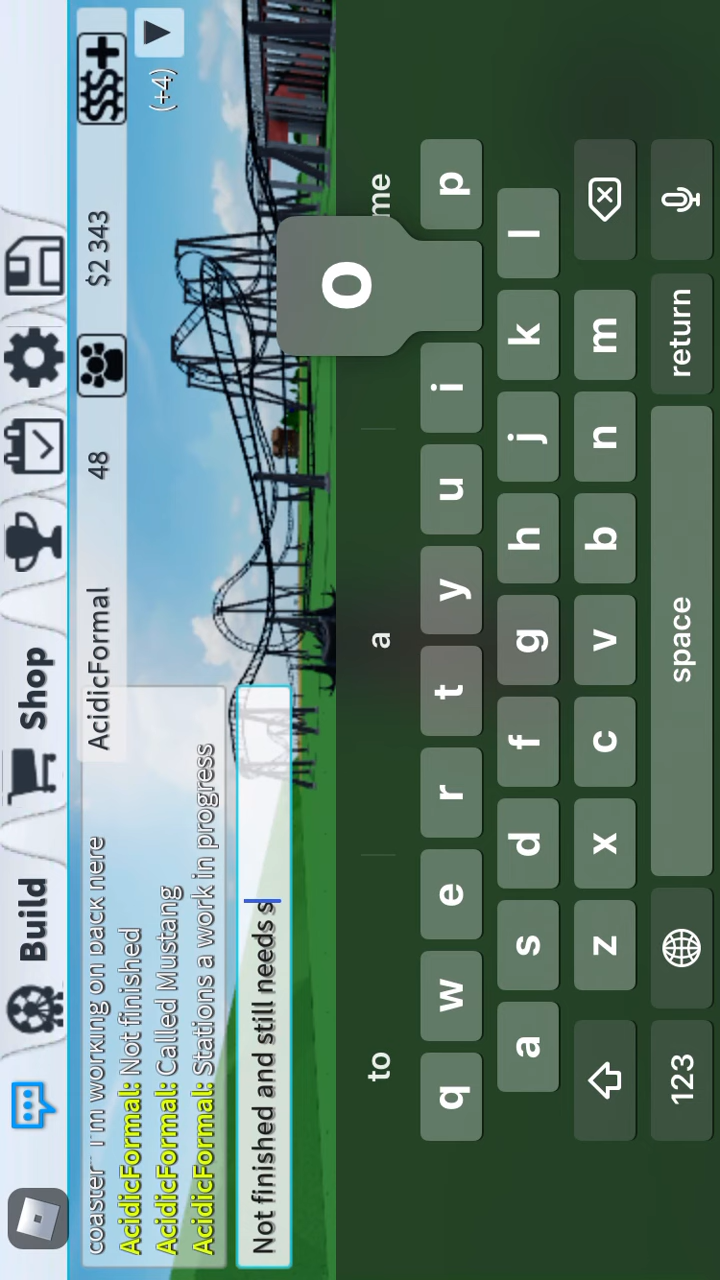 Build
Shop
AcidicFormal
48
$2 343
(+4)
coaster I'm working on back here
AcidicFormal: Not finished
AcidicFormal: Called Mustang
AcidicFormal: Stations a work in progress
Not finished and still needs s
to
a
me
q w e r t y u i o p
a s d f g h j k l
z x c v b n m
123
space
return